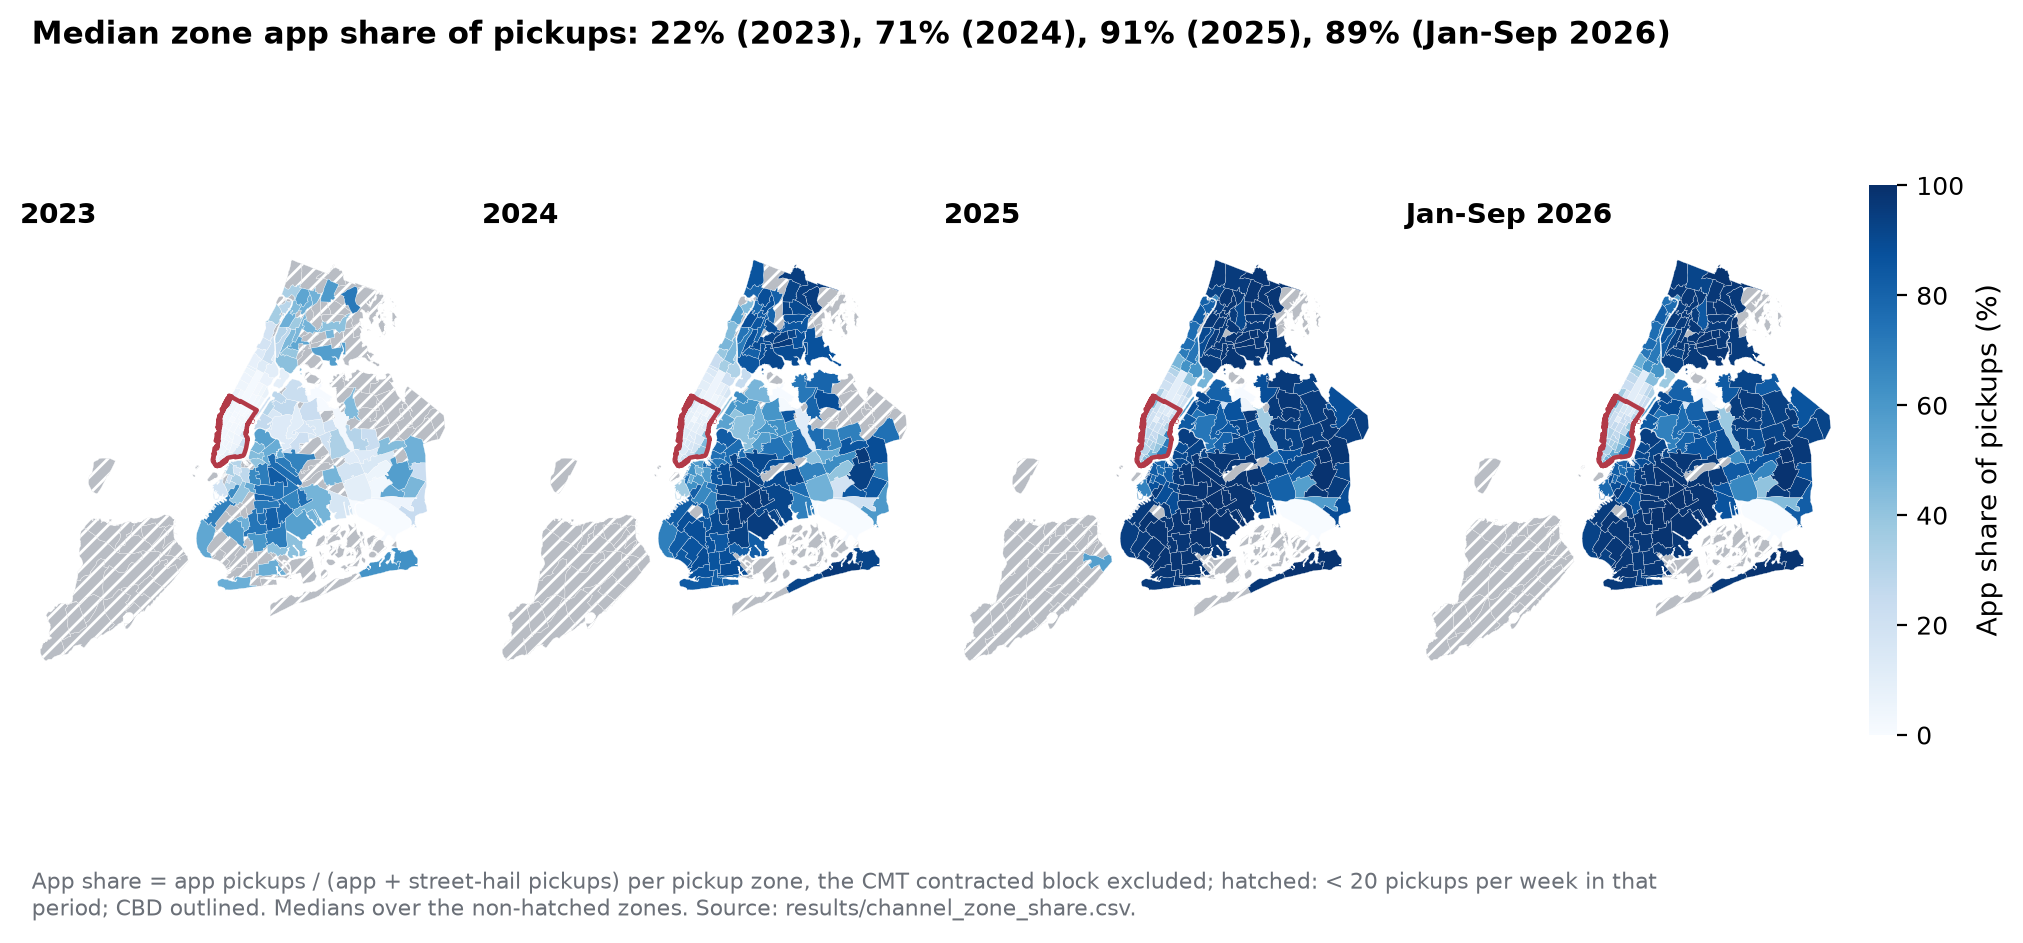 Median zone app share of pickups: 22% (2023), 71% (2024), 91% (2025), 89% (Jan-Sep 2026)
2023
2024
2025
Jan-Sep 2026
100
80
60
40
20
0
App share of pickups (%)
App share = app pickups / (app + street-hail pickups) per pickup zone, the CMT contracted block excluded; hatched: < 20 pickups per week in that
period; CBD outlined. Medians over the non-hatched zones. Source: results/channel_zone_share.csv.